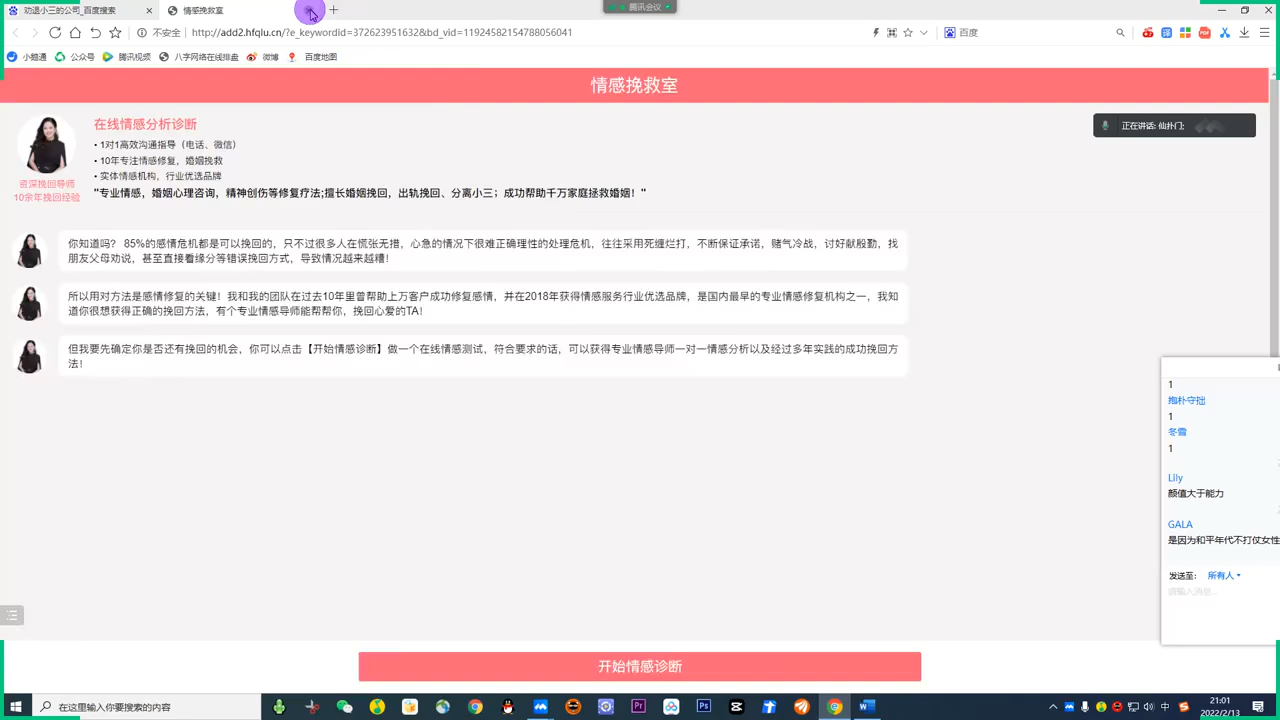 劝退小三的公司_百度搜索
情感挽救室
腾讯会议
不安全
http://add2.hfqlu.cn/?e_keywordid=372623951632&bd_vid=11924582154788056041
百度
小题通
公众号
腾讯视频
八字网络在线排盘
微博
百度地图
情感挽救室
在线情感分析诊断
• 1对1高效沟通指导（电话、微信）
• 10年专注情感修复，婚姻挽救
• 实体情感机构，行业优选品牌
"专业情感，婚姻心理咨询，精神创伤等修复疗法;擅长婚姻挽回，出轨挽回、分离小三；成功帮助千万家庭拯救婚姻！"
资深挽回导师
10余年挽回经验
正在讲话: 仙扑门;
你知道吗？ 85%的感情危机都是可以挽回的，只不过很多人在慌张无措，心急的情况下很难正确理性的处理危机，往往采用死缠烂打，不断保证承诺，赌气冷战，讨好献殷勤，找
朋友父母劝说，甚至直接看缘分等错误挽回方式，导致情况越来越糟！
所以用对方法是感情修复的关键！我和我的团队在过去10年里曾帮助上万客户成功修复感情，并在2018年获得情感服务行业优选品牌，是国内最早的专业情感修复机构之一，我知
道你很想获得正确的挽回方法，有个专业情感导师能帮帮你，挽回心爱的TA！
但我要先确定你是否还有挽回的机会，你可以点击【开始情感诊断】做一个在线情感测试，符合要求的话，可以获得专业情感导师一对一情感分析以及经过多年实践的成功挽回方
法！
1
抱朴守拙
1
冬雪
1
Lily
颜值大于能力
GALA
是因为和平年代不打仗女性
发送至:
所有人
请输入消息...
开始情感诊断
在这里输入你要搜索的内容
中
21:01
2022/2/13